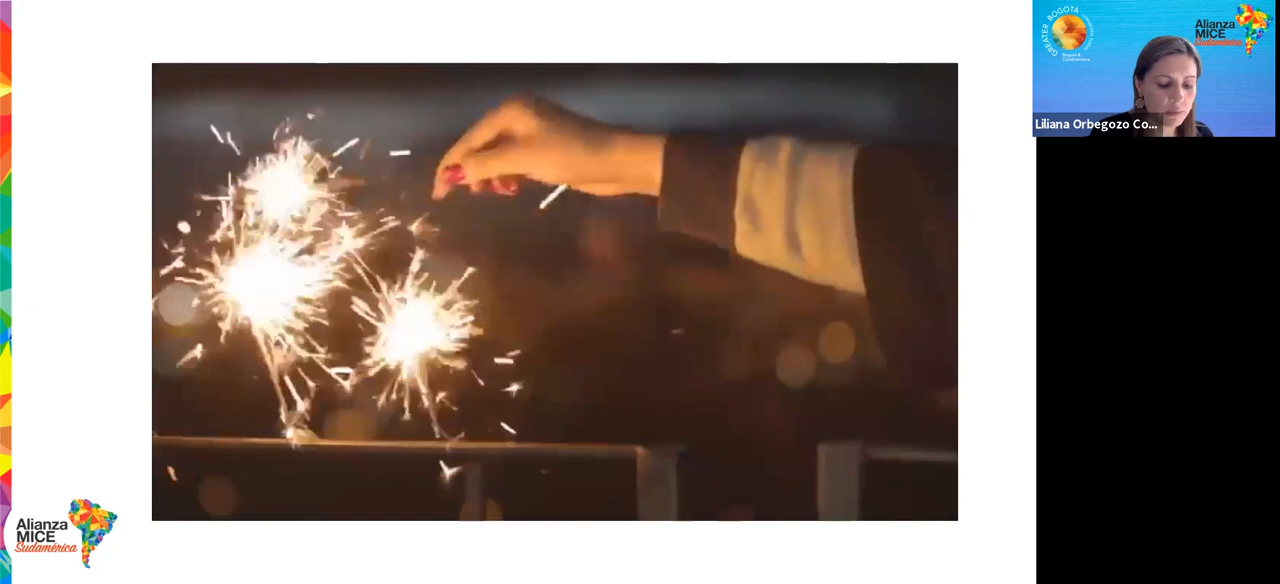 GREATER BOGOTA
Alianza
MICE
Sudamérica
Liliana Orbegozo Co...
Alianza
MICE
Sudamérica